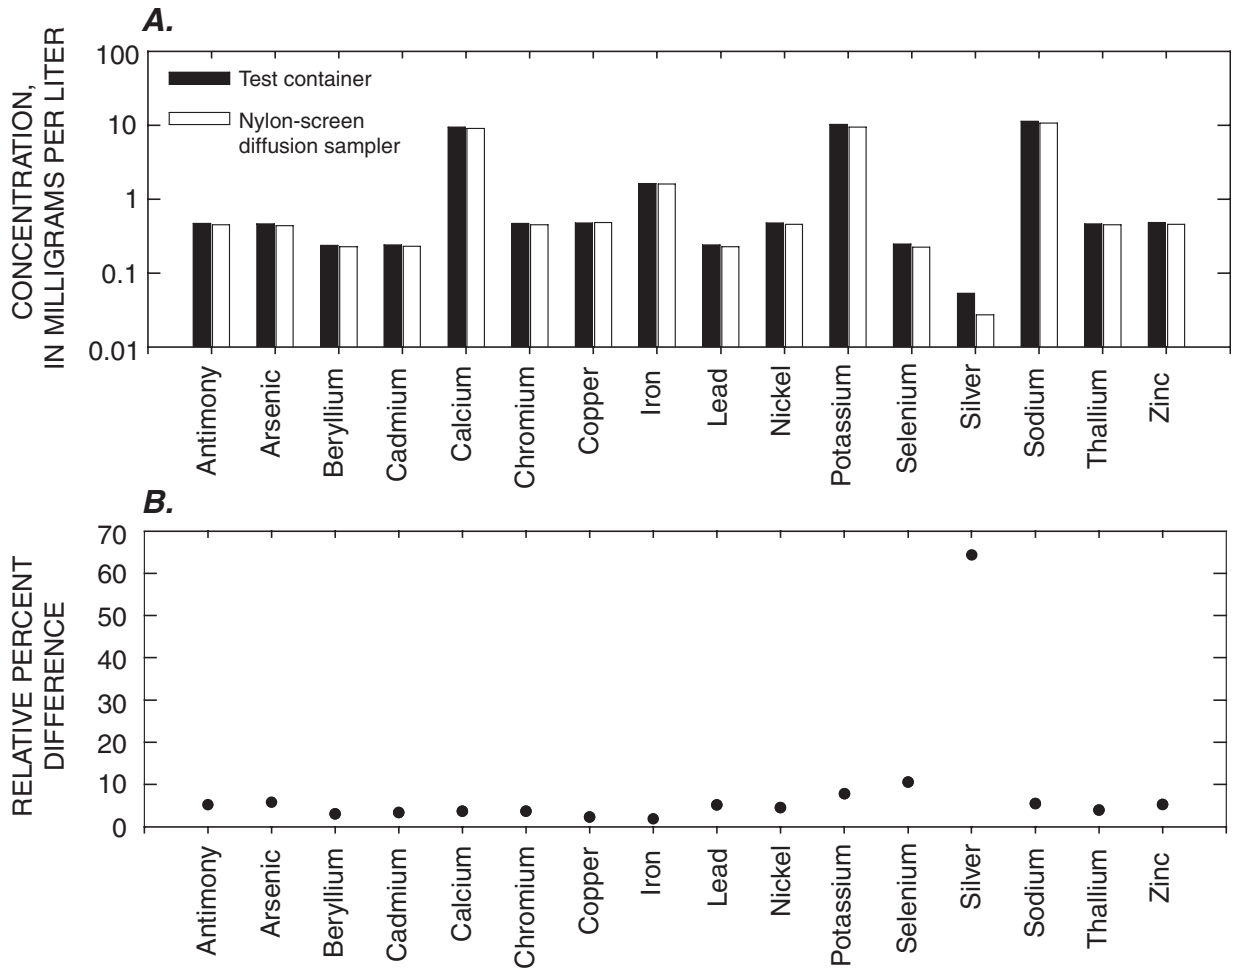 A.
CONCENTRATION,
IN MILLIGRAMS PER LITER
100
10
1
0.1
0.01
Test container
Nylon-screen
diffusion sampler
Antimony
Arsenic
Beryllium
Cadmium
Calcium
Chromium
Copper
Iron
Lead
Nickel
Potassium
Selenium
Silver
Sodium
Thallium
Zinc
B.
RELATIVE PERCENT
DIFFERENCE
70
60
50
40
30
20
10
0
Antimony
Arsenic
Beryllium
Cadmium
Calcium
Chromium
Copper
Iron
Lead
Nickel
Potassium
Selenium
Silver
Sodium
Thallium
Zinc